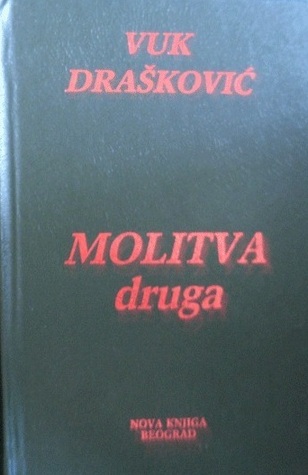 VUK
DRAŠKOVIĆ
MOLITVA
druga
NOVA KNJIGA
BEOGRAD